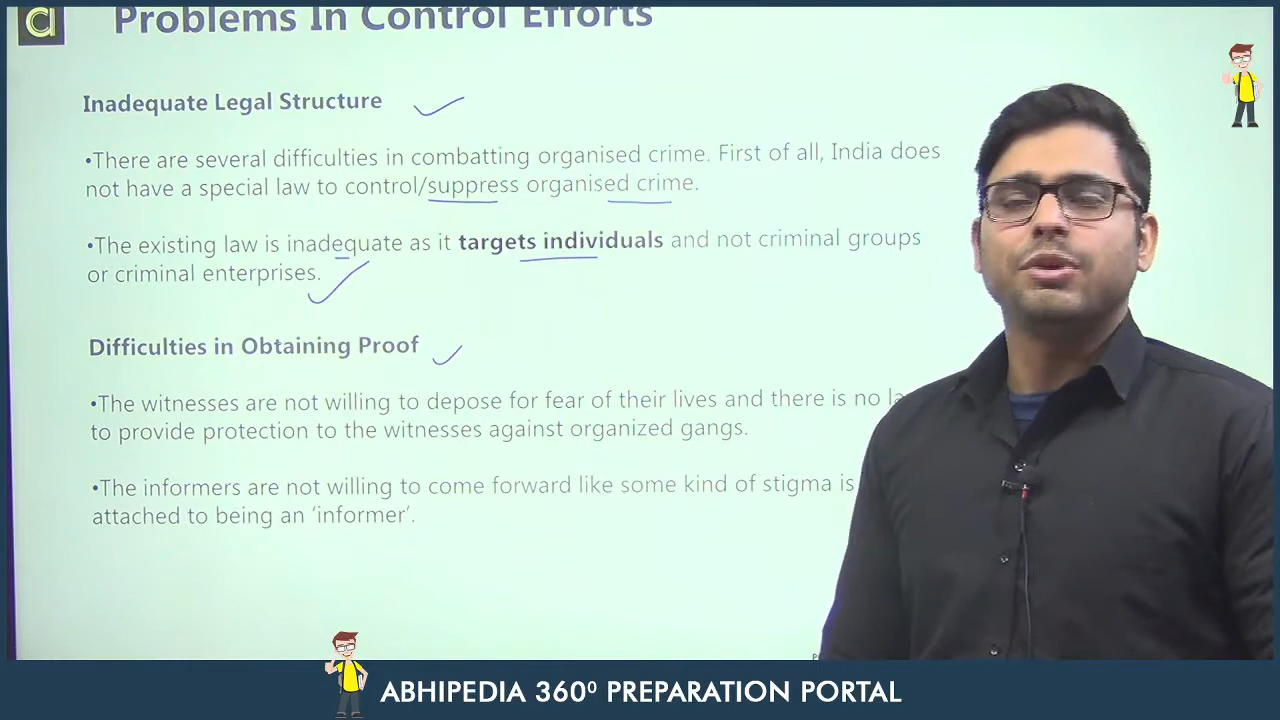 Problems In Control Efforts
Inadequate Legal Structure
•There are several difficulties in combatting organised crime. First of all, India does
not have a special law to control/suppress organised crime.
•The existing law is inadequate as it targets individuals and not criminal groups
or criminal enterprises.
Difficulties in Obtaining Proof
•The witnesses are not willing to depose for fear of their lives and there is no
to provide protection to the witnesses against organized gangs.
•The informers are not willing to come forward like some kind of stigma is
attached to being an ‘informer’.
ABHIPEDIA 360⁰ PREPARATION PORTAL